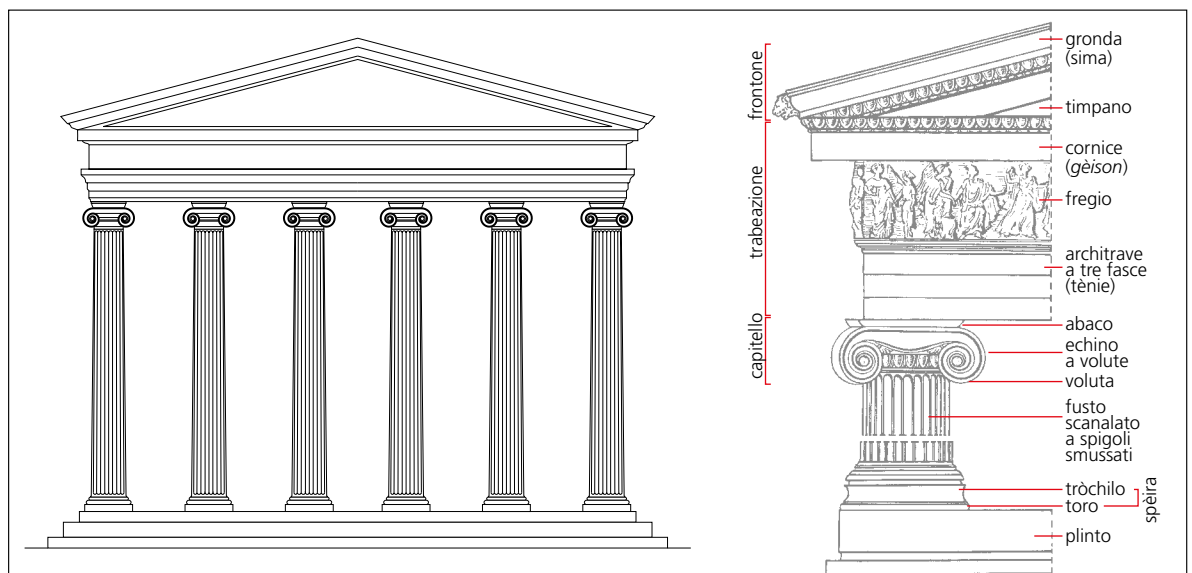 frontone
trabeazione
capitello
gronda
(sima)
timpano
cornice
(gèison)
fregio
architrave
a tre fasce
(tènie)
abaco
echino
a volute
voluta
fusto
scanalato
a spigoli
smussati
tròchilo
toro
spèira
plinto